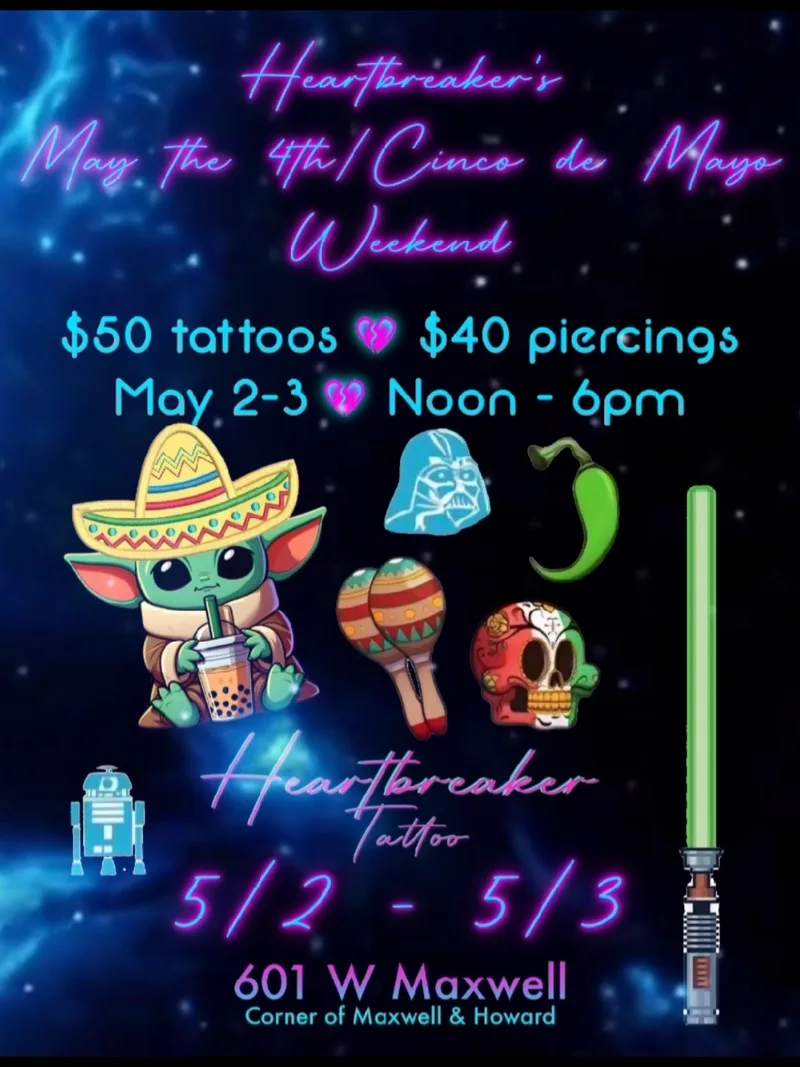 Heartbreaker's
May the 4th/Cinco de Mayo
Weekend
$50 tattoos 💔 $40 piercings
May 2-3 💔 Noon - 6pm
Heartbreaker
Tattoo
5/2 - 5/3
601 W Maxwell
Corner of Maxwell & Howard